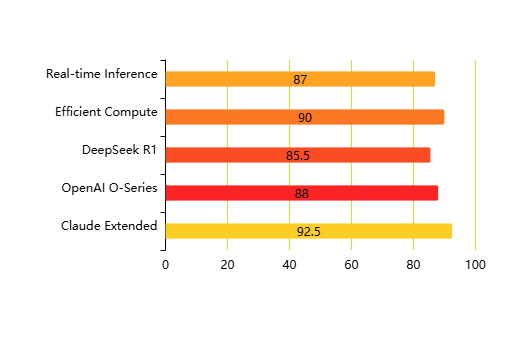 Real-time Inference 87
Efficient Compute 90
DeepSeek R1 85.5
OpenAI O-Series 88
Claude Extended 92.5
0 20 40 60 80 100